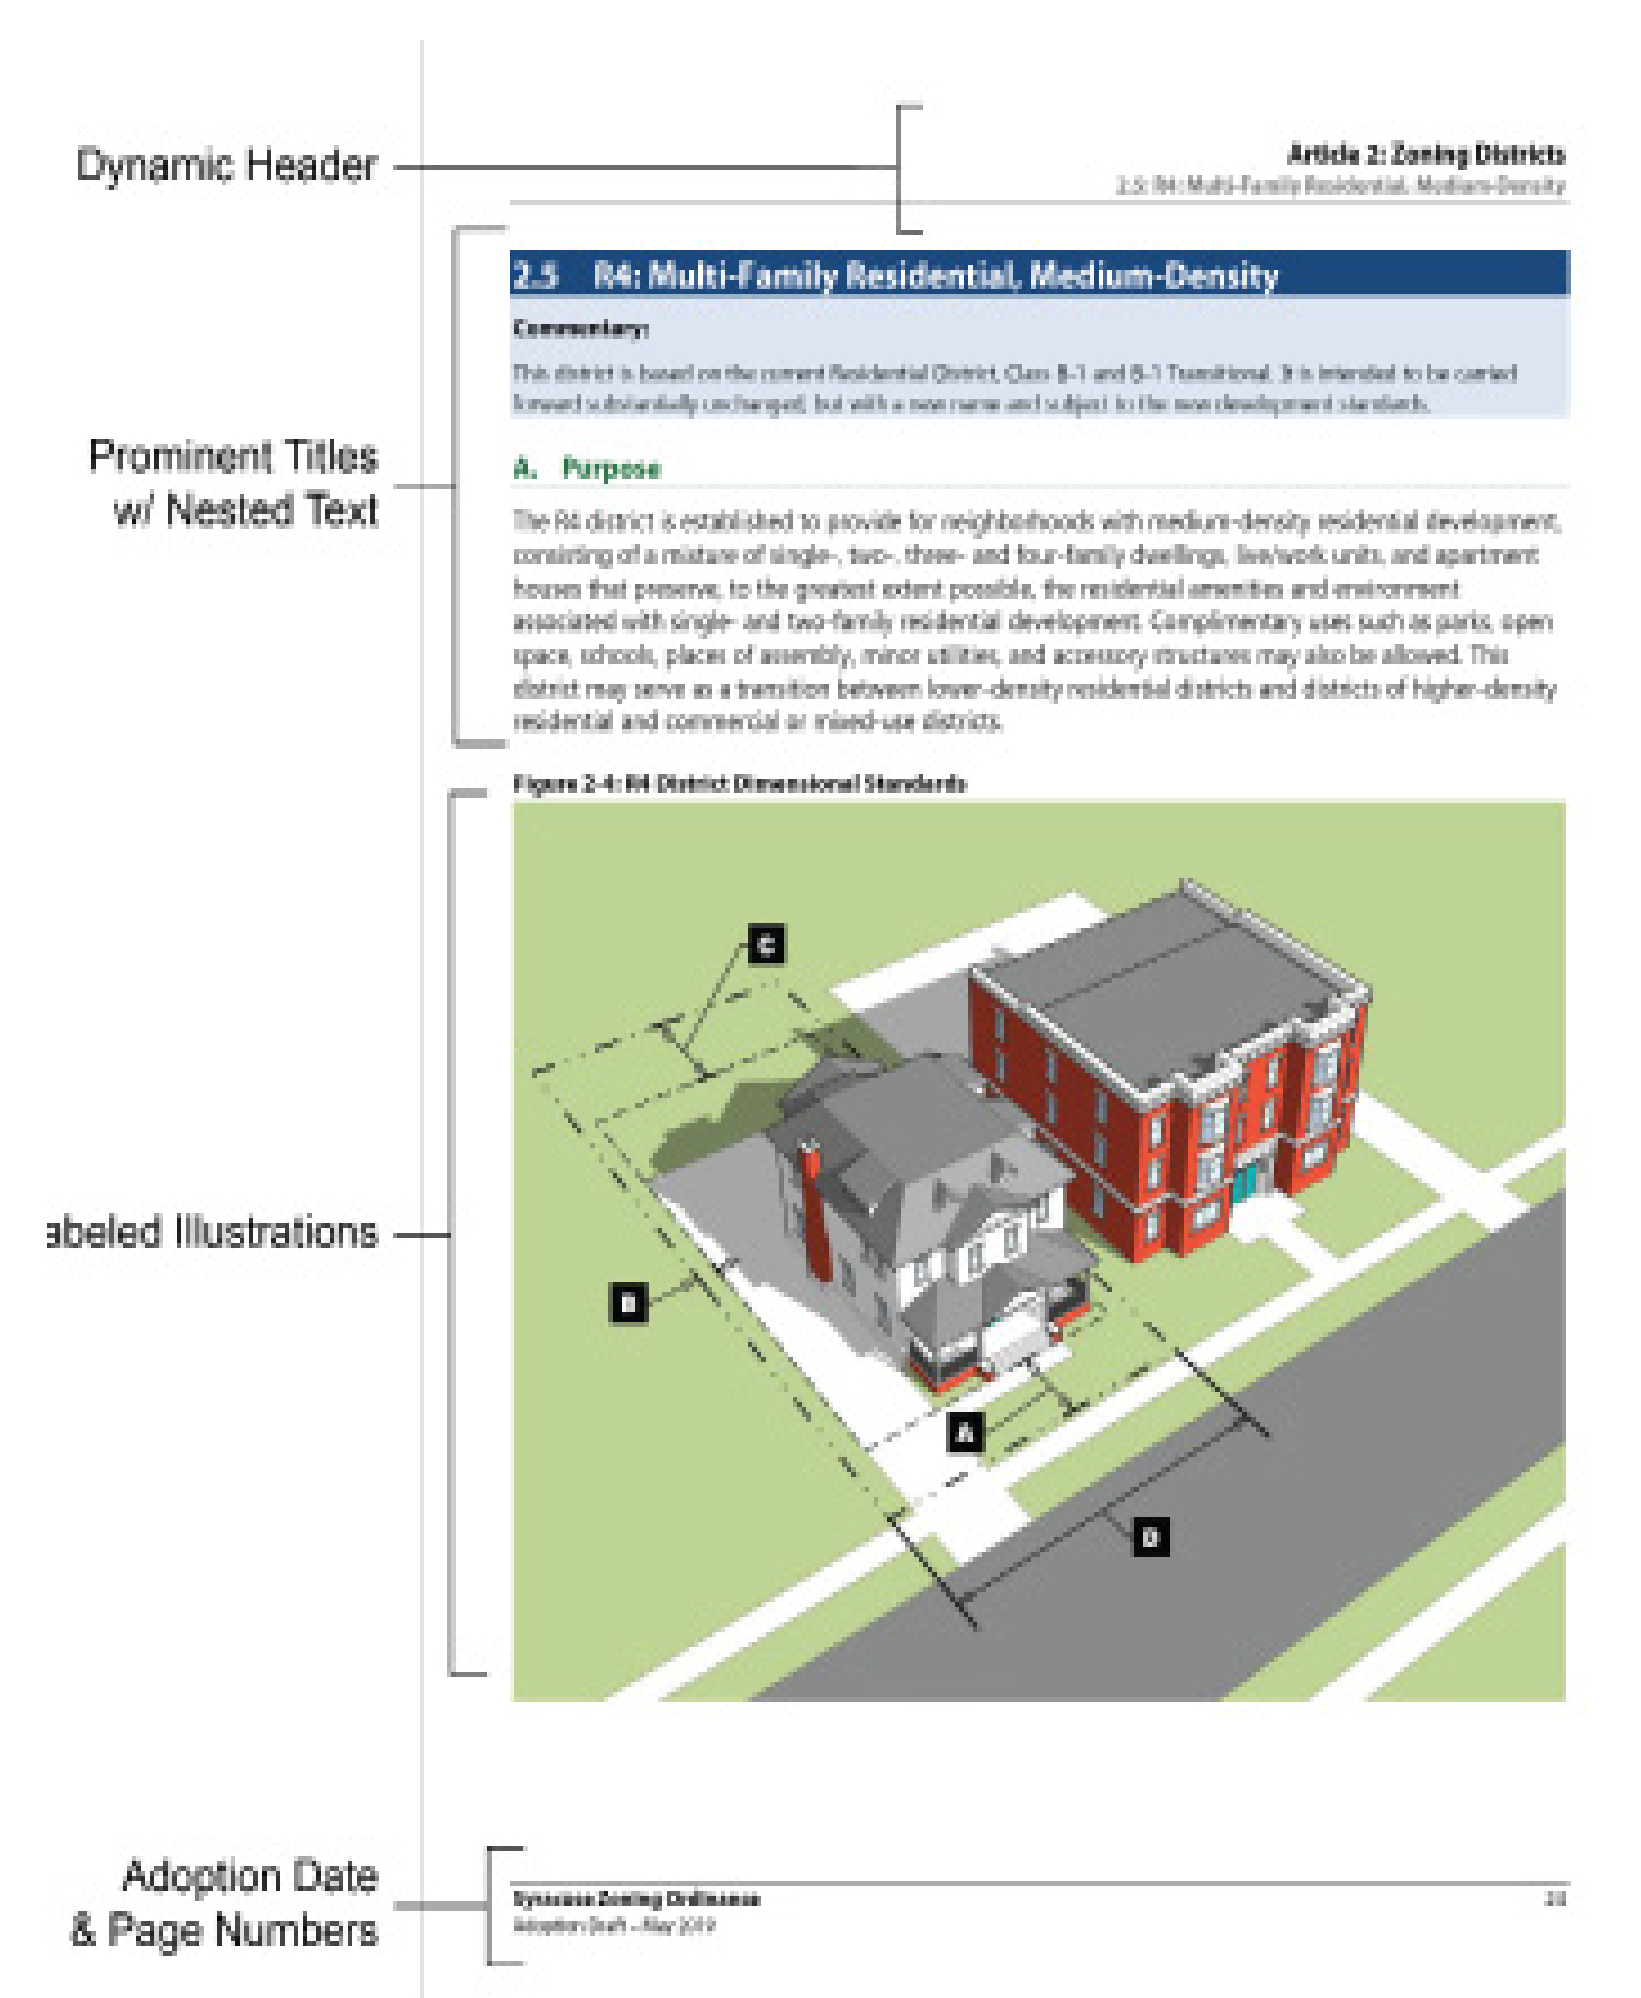 Dynamic Header
Article 2: Zoning Districts
2.5: R4: Multi-Family Residential, Medium-Density
2.5 R4: Multi-Family Residential, Medium-Density
Commentary:
This district is based on the current Residential District, Class B-1 and B-1 Transitional. It is intended to be carried
forward substantially unchanged, but with a new name and subject to the new development standards.
Prominent Titles
w/ Nested Text
A. Purpose
The R4 district is established to provide for neighborhoods with medium-density residential development,
consisting of a mixture of single-, two-, three- and four-family dwellings, live/work units, and apartment
houses that preserve, to the greatest extent possible, the residential amenities and environment
associated with single- and two-family residential development. Complimentary uses such as parks, open
space, schools, places of assembly, minor utilities, and accessory structures may also be allowed. This
district may serve as a transition between lower-density residential districts and districts of higher-density
residential and commercial or mixed-use districts.
Figure 2-4: R4 District Dimensional Standards
abeled Illustrations
C
B
A
D
Adoption Date
& Page Numbers
Syracuse Zoning Ordinance
Adoption Draft – May 2019